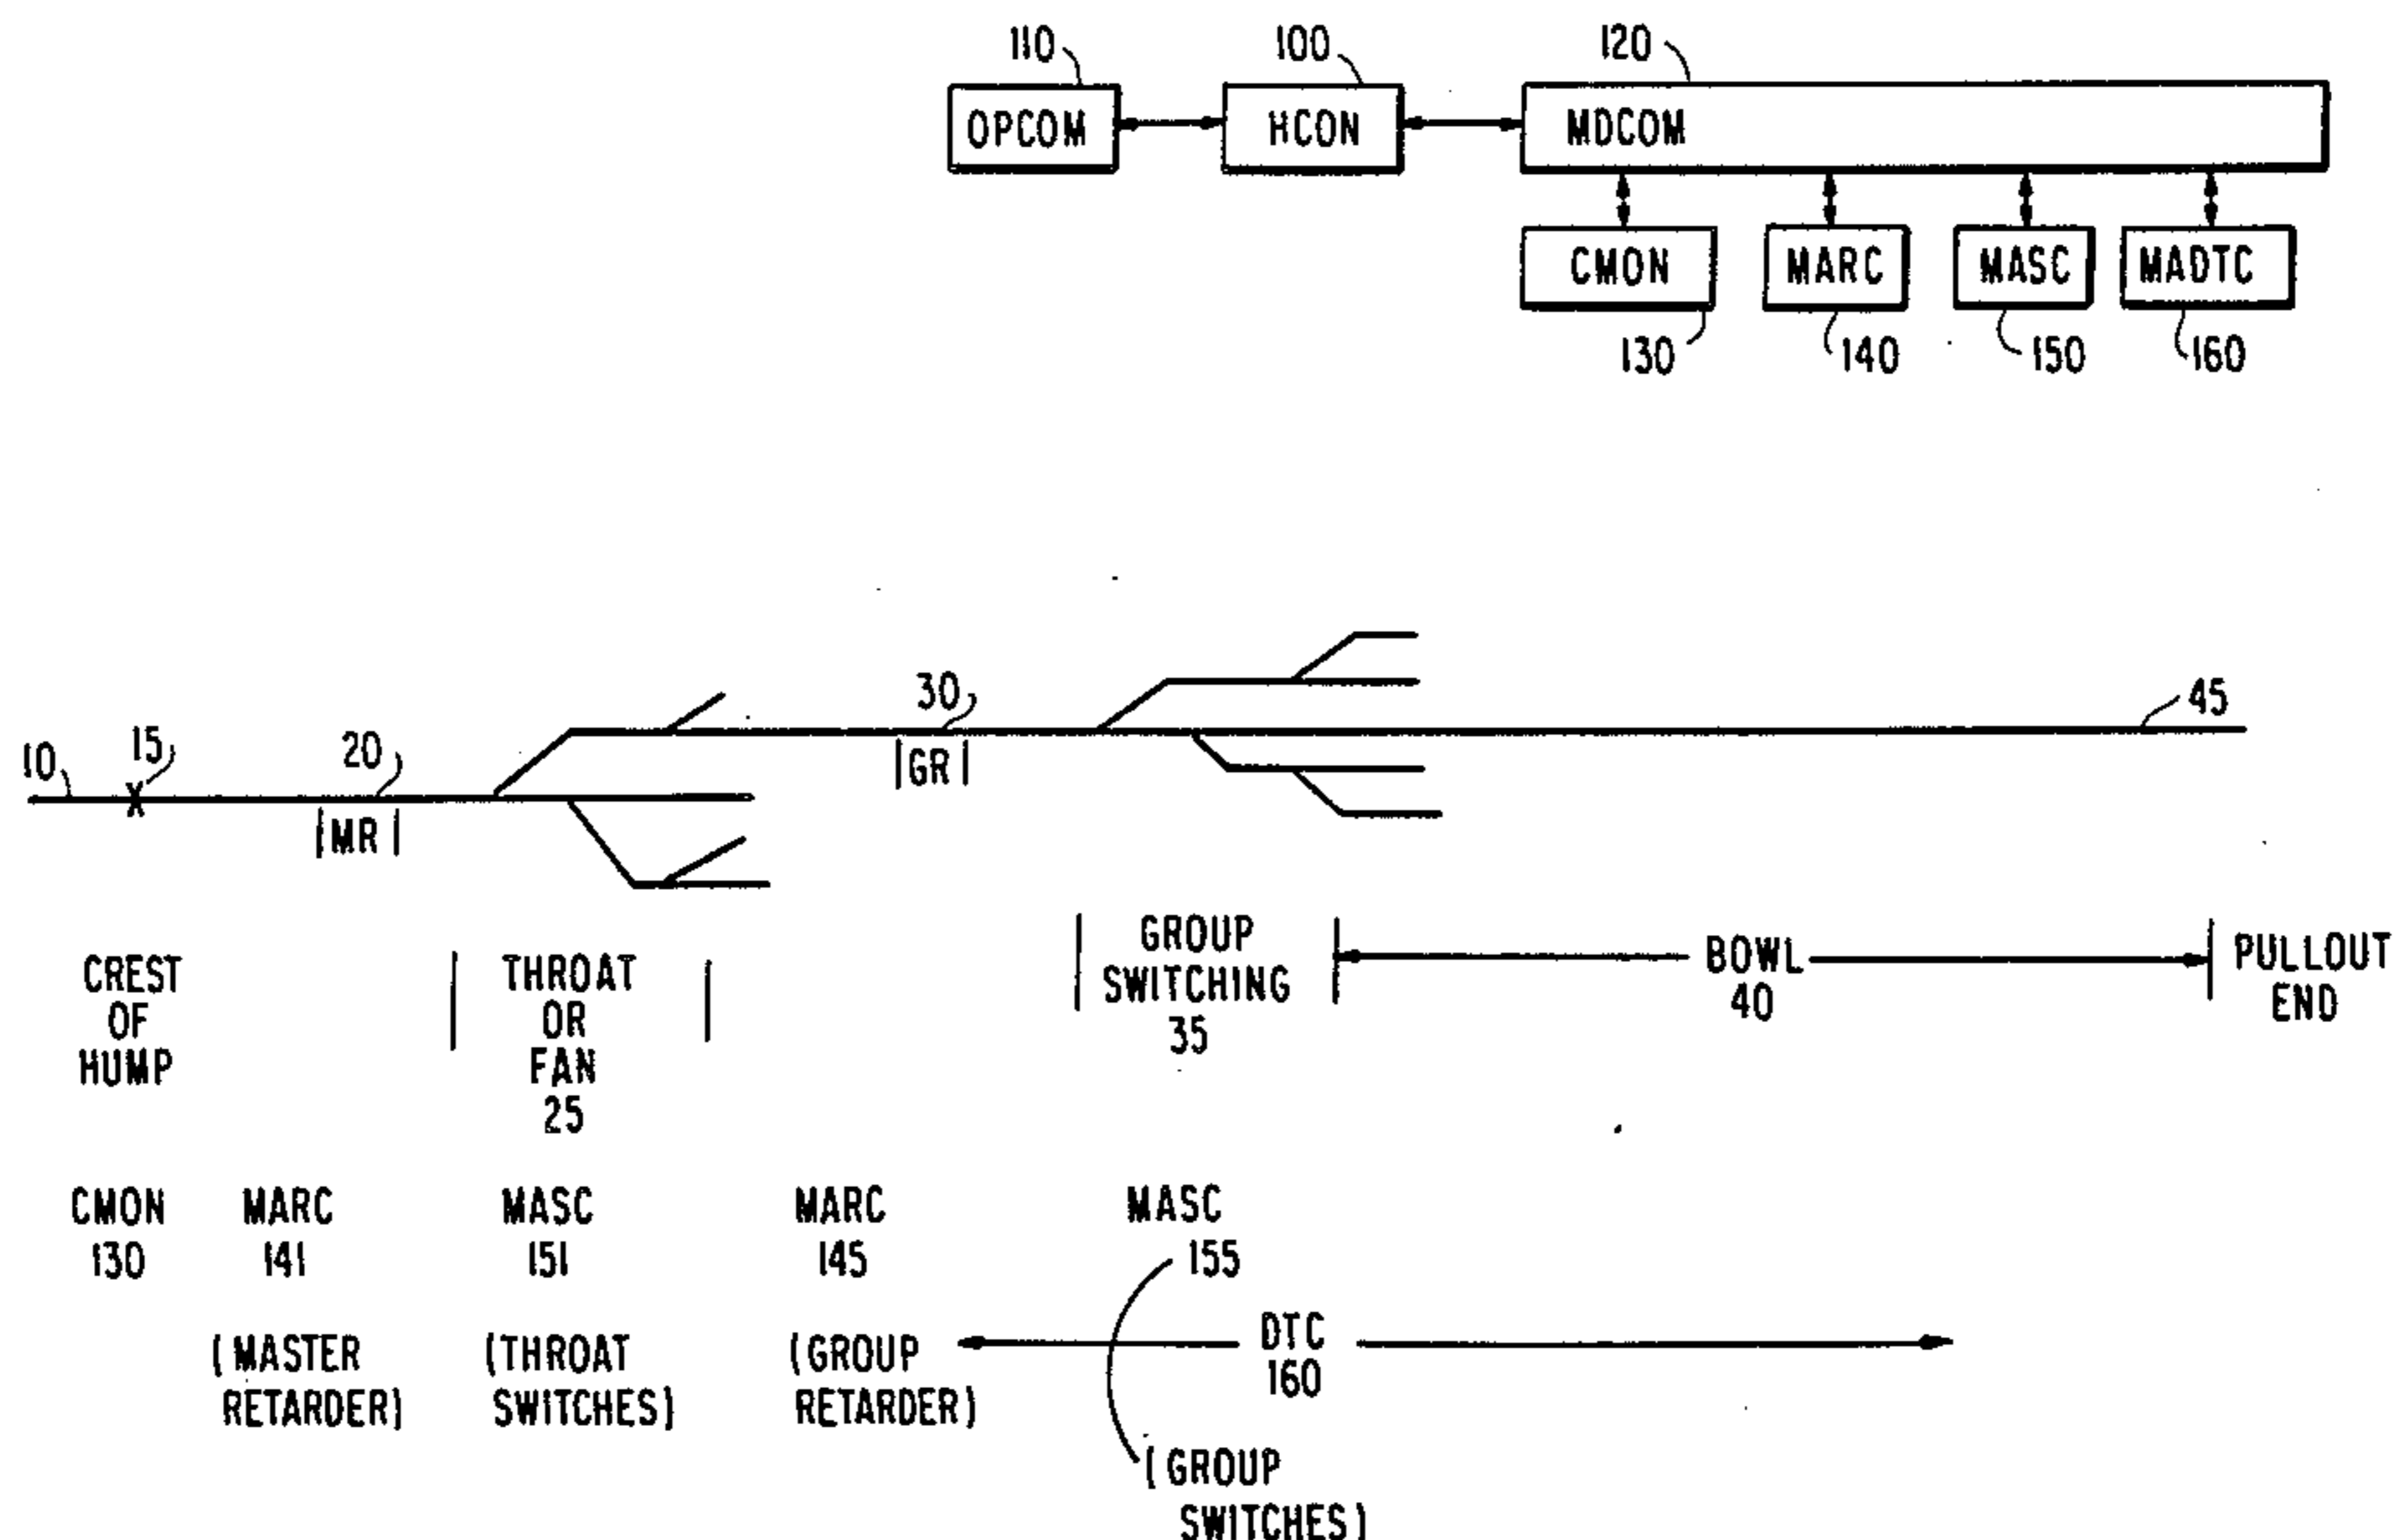 110 100 120
OPCOM HCON MDCOM
CMON MARC MASC MADTC
130 140 150 160
30 45
10 15 20
|GR|
|MR|
CREST
OF
HUMP
THROAT
OR
FAN
25
GROUP
SWITCHING
35
BOWL
40
PULLOUT
END
CMON
130
MARC
141
MASC
151
MARC
145
MASC
155
(MASTER
RETARDER)
(THROAT
SWITCHES)
(GROUP
RETARDER)
DTC
160
(GROUP
SWITCHES)